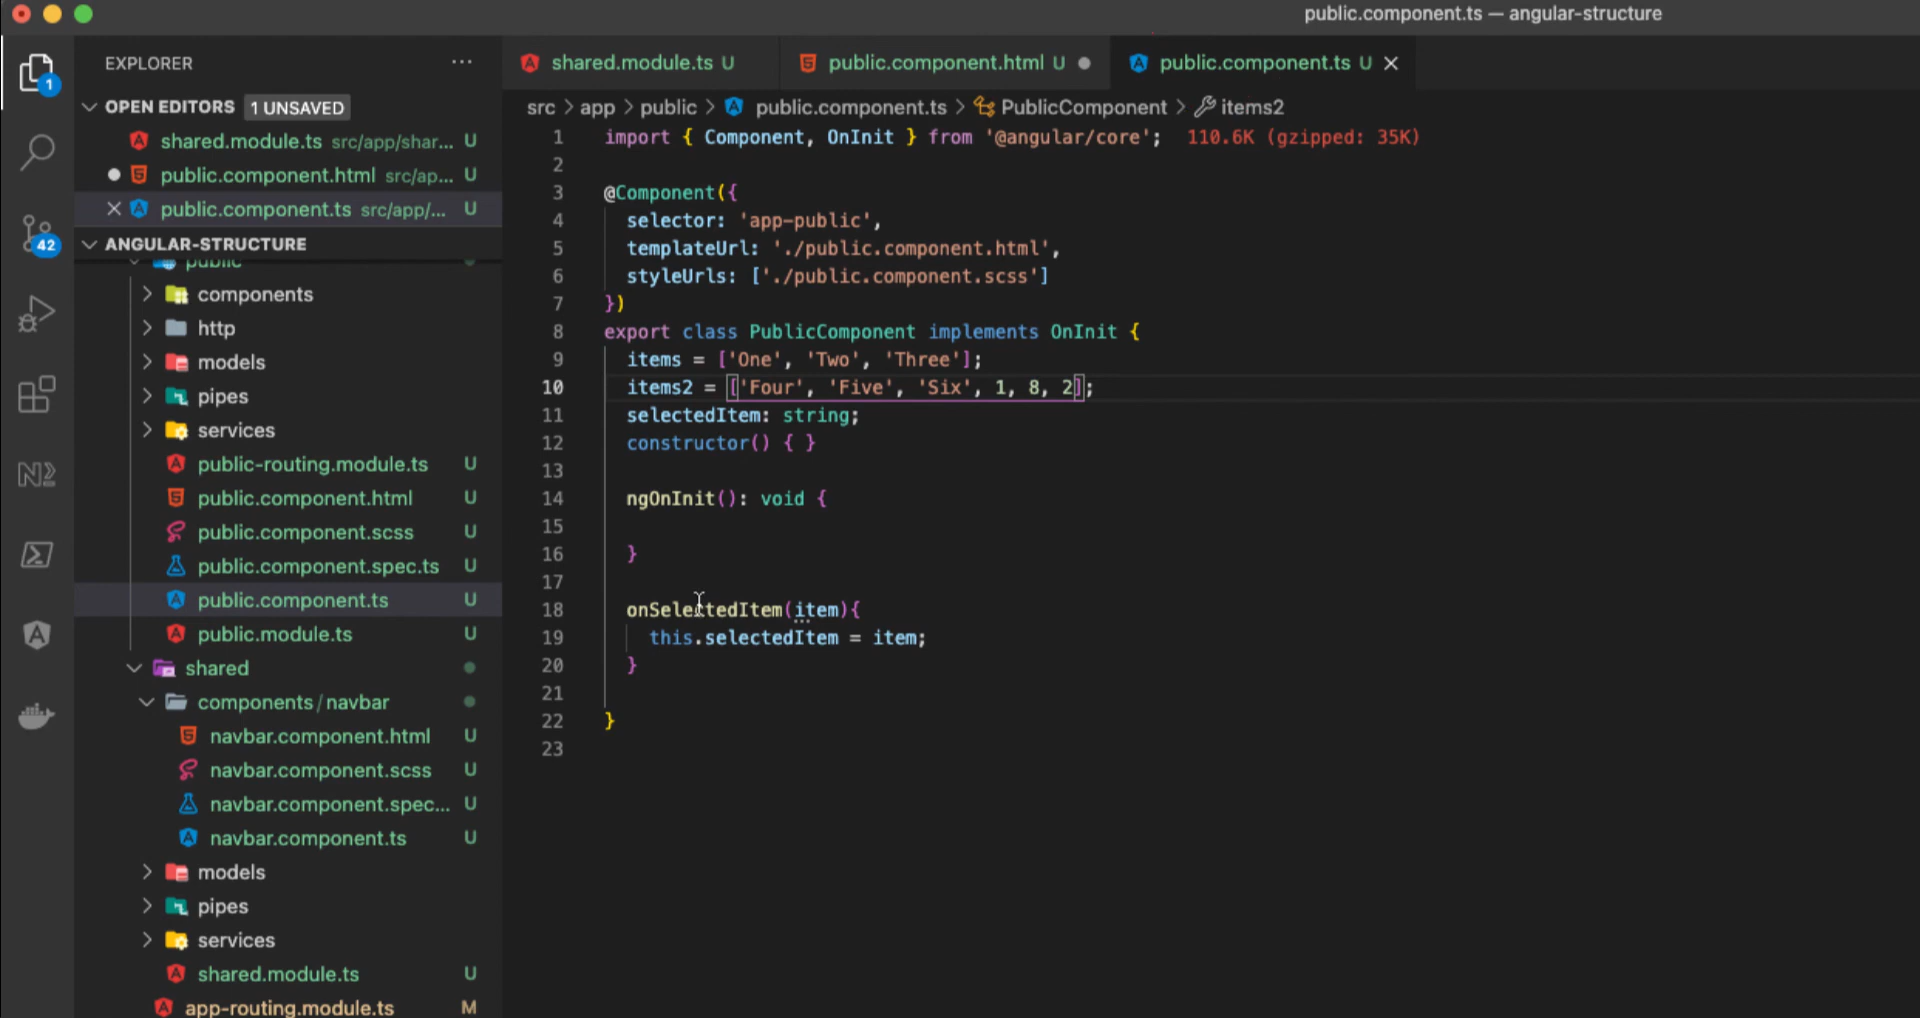 public.component.ts — angular-structure
EXPLORER
OPEN EDITORS 1 UNSAVED
shared.module.ts src/app/shar... U
public.component.html src/ap... U
public.component.ts src/app/... U
ANGULAR-STRUCTURE
public
components
http
models
pipes
services
public-routing.module.ts U
public.component.html U
public.component.scss U
public.component.spec.ts U
public.component.ts U
public.module.ts U
shared
components/navbar
navbar.component.html U
navbar.component.scss U
navbar.component.spec... U
navbar.component.ts U
models
pipes
services
shared.module.ts U
app-routing.module.ts M
1
42
shared.module.ts U public.component.html U public.component.ts U
src > app > public > public.component.ts > PublicComponent > items2
1 import { Component, OnInit } from '@angular/core'; 110.6K (gzipped: 35K)
2
3 @Component({
4 selector: 'app-public',
5 templateUrl: './public.component.html',
6 styleUrls: ['./public.component.scss']
7 })
8 export class PublicComponent implements OnInit {
9 items = ['One', 'Two', 'Three'];
10 items2 = ['Four', 'Five', 'Six', 1, 8, 2];
11 selectedItem: string;
12 constructor() { }
13
14 ngOnInit(): void {
15
16 }
17
18 onSelectedItem(item){
19 this.selectedItem = item;
20 }
21
22 }
23